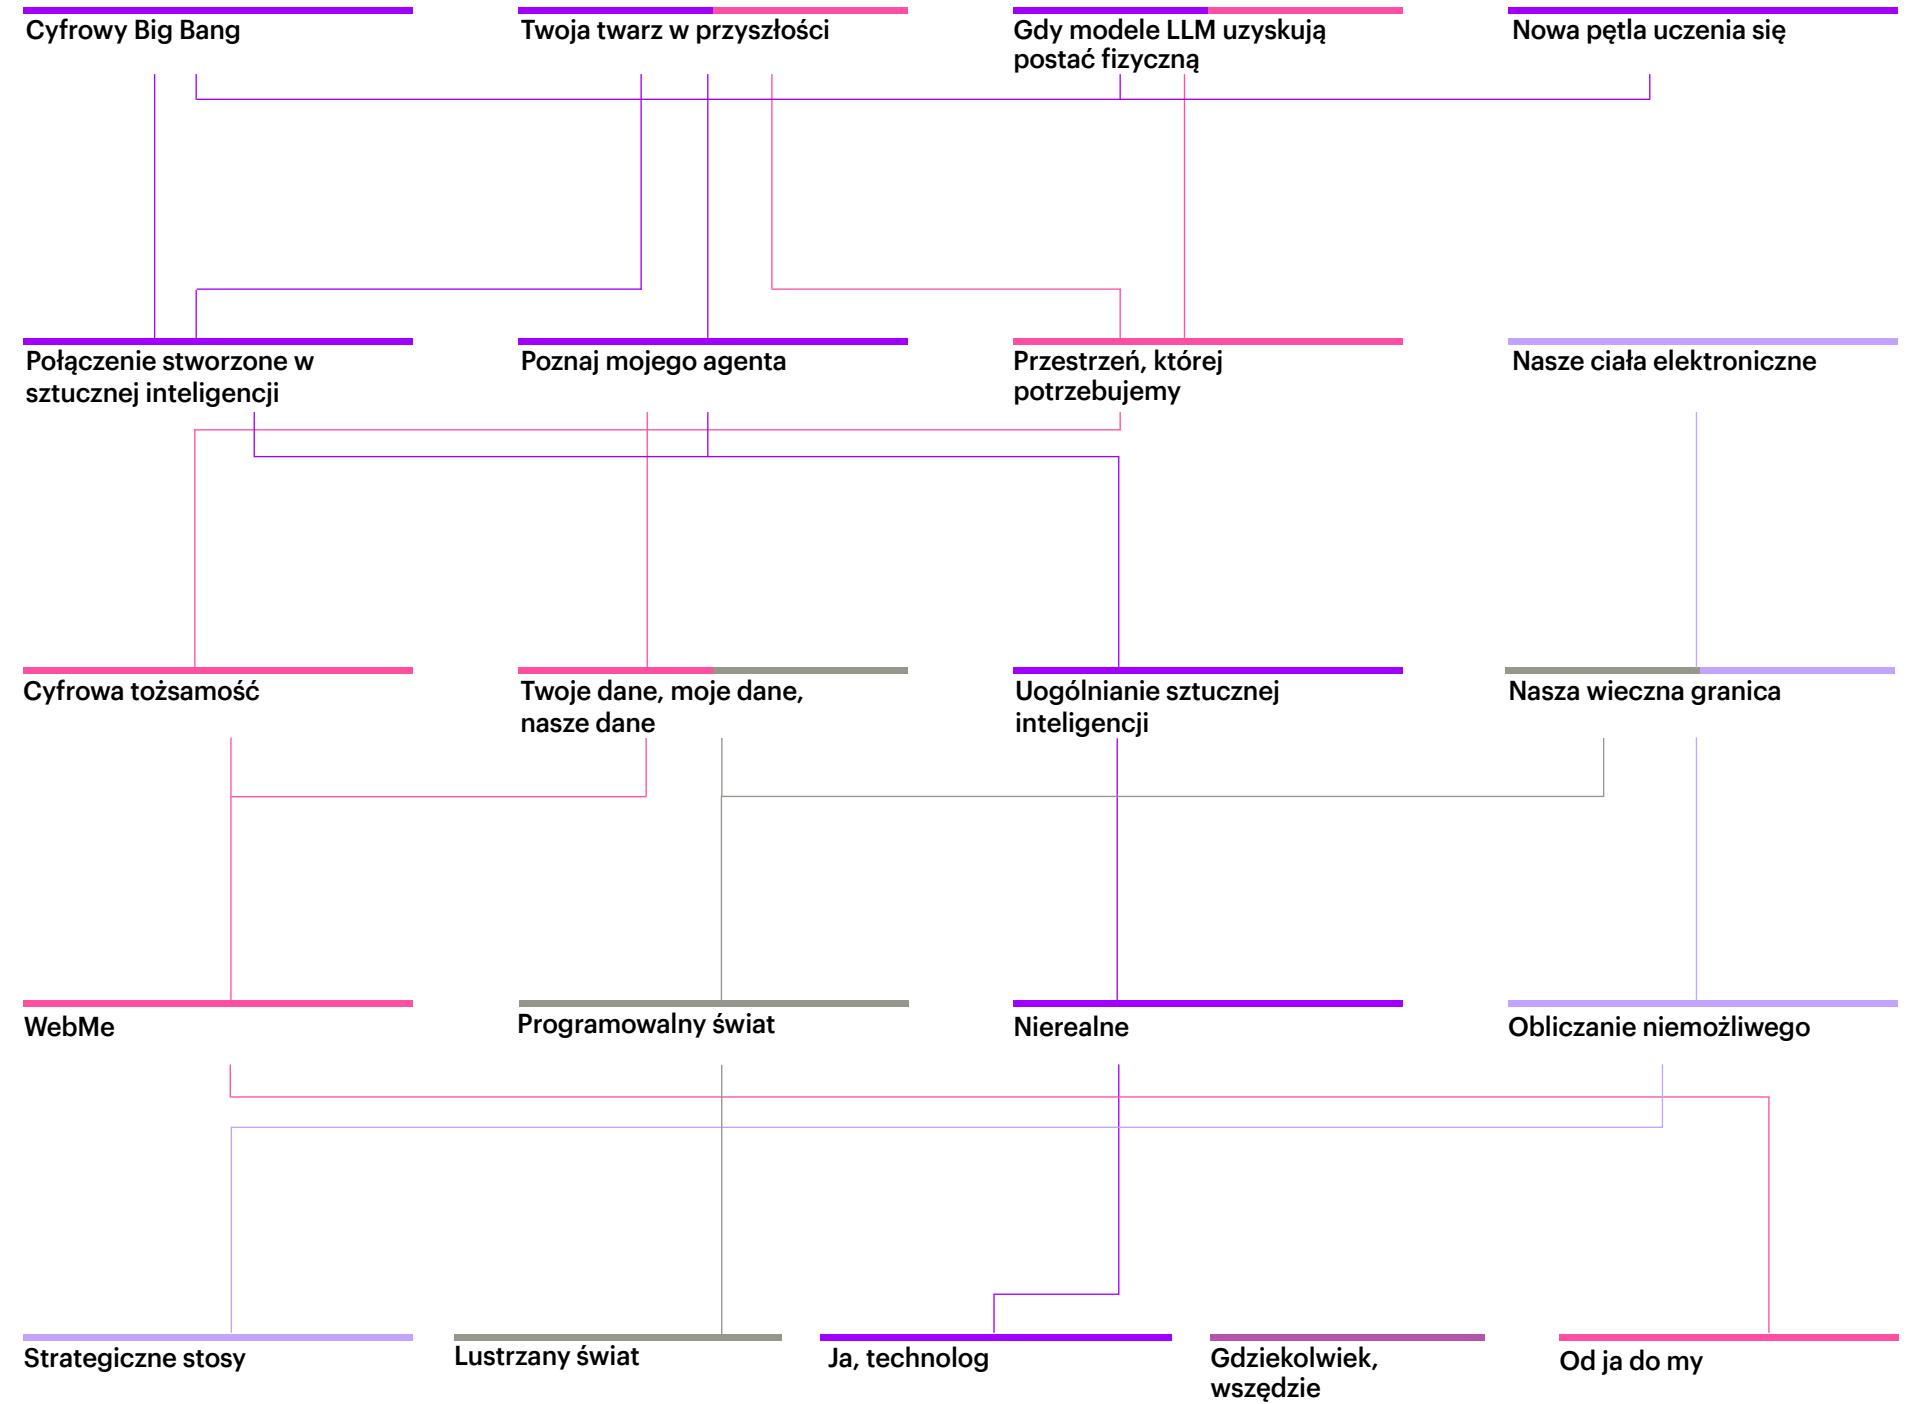 Cyfrowy Big Bang
Twoja twarz w przyszłości
Gdy modele LLM uzyskują
postać fizyczną
Nowa pętla uczenia się
Połączenie stworzone w
sztucznej inteligencji
Poznaj mojego agenta
Przestrzeń, której
potrzebujemy
Nasze ciała elektroniczne
Cyfrowa tożsamość
Twoje dane, moje dane,
nasze dane
Uogólnianie sztucznej
inteligencji
Nasza wieczna granica
WebMe
Programowalny świat
Nierealne
Obliczanie niemożliwego
Strategiczne stosy
Lustrzany świat
Ja, technolog
Gdziekolwiek,
wszędzie
Od ja do my